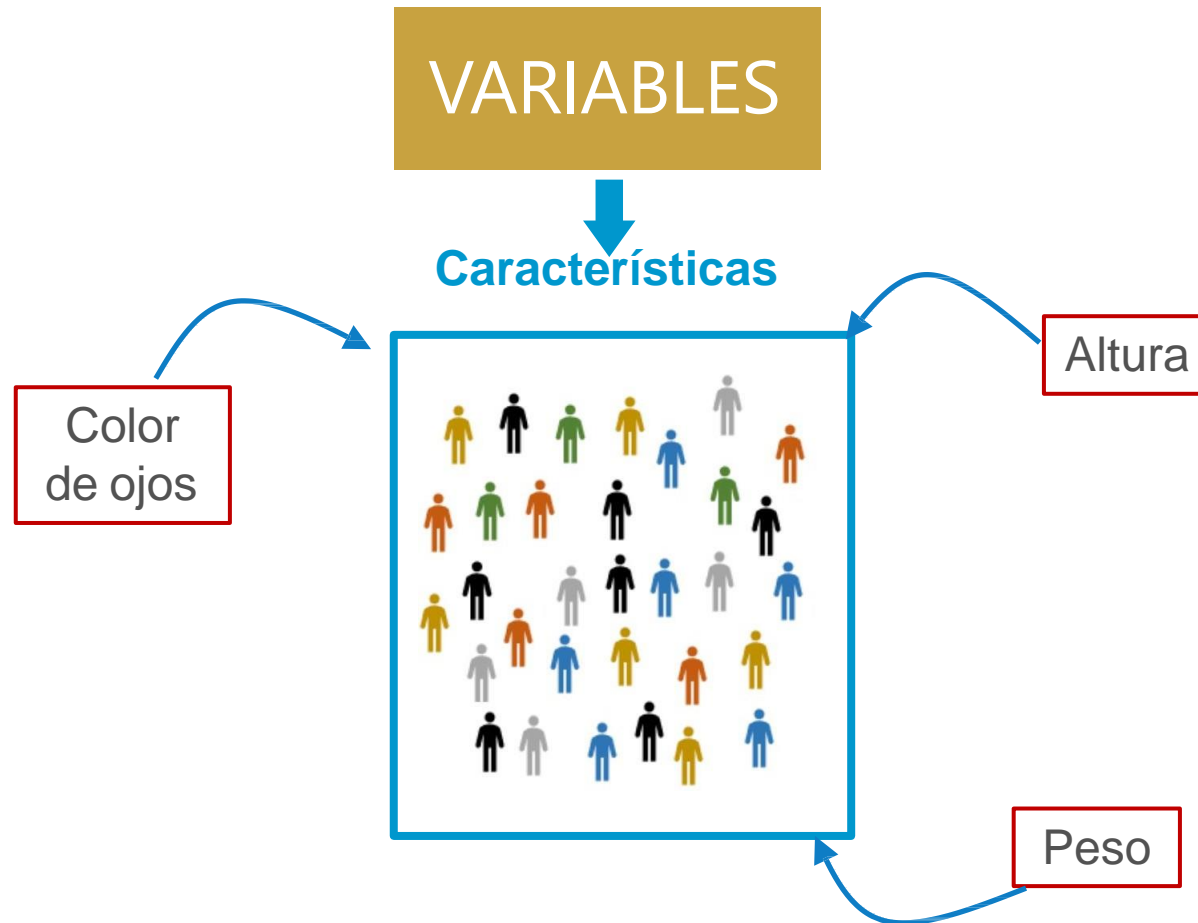 VARIABLES
Características
Color
de ojos
Altura
Peso